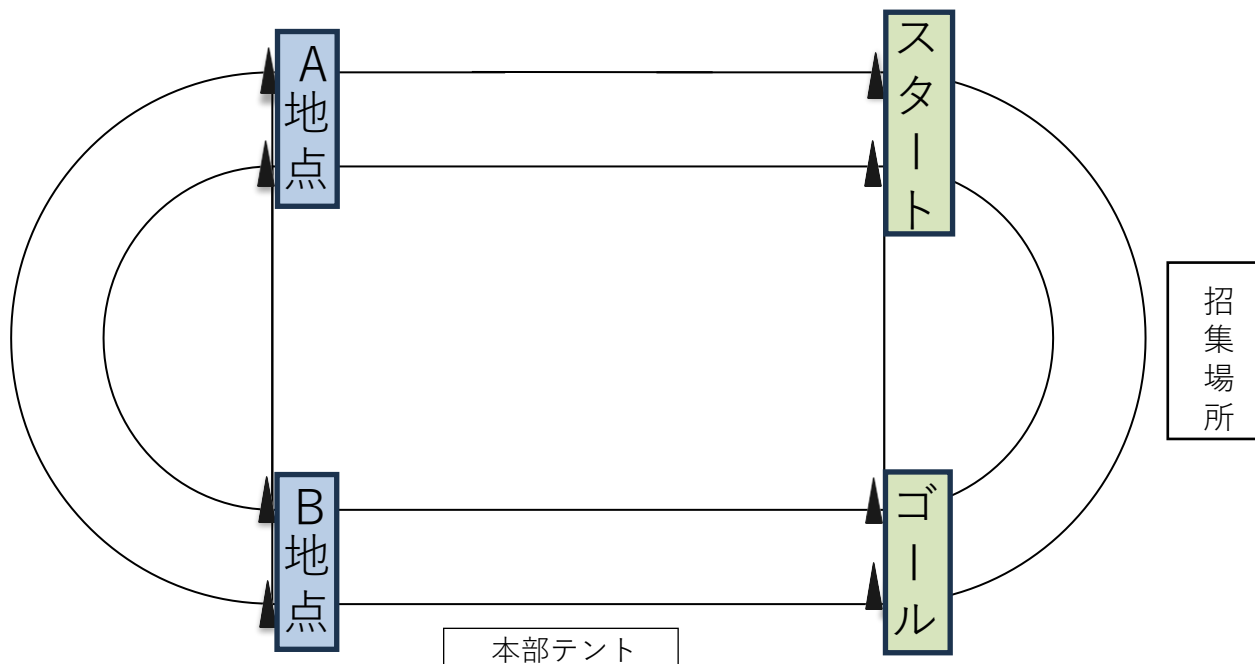 A地点
スタート
招集場所
B地点
ゴール
本部テント